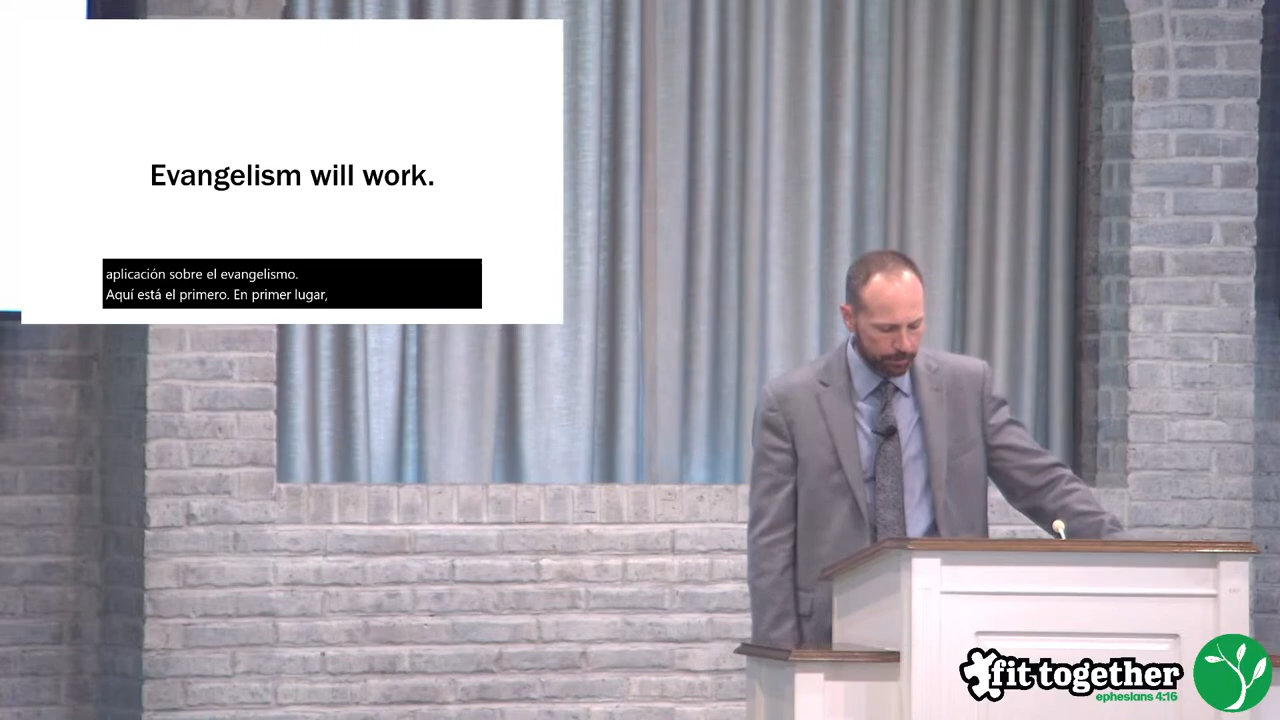 Evangelism will work.
aplicación sobre el evangelismo.
Aquí está el primero. En primer lugar,
fit together
ephesians 4:16